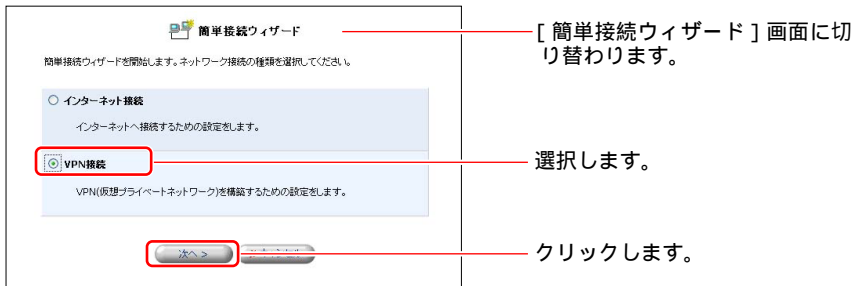 簡単接続ウィザード
[ 簡単接続ウィザード ] 画面に切
り替わります。
簡単接続ウィザードを開始します。ネットワーク接続の種類を選択してください。
インターネット接続
インターネットへ接続するための設定をします。
VPN接続
選択します。
VPN(仮想プライベートネットワーク)を構築するための設定をします。
次へ >
クリックします。